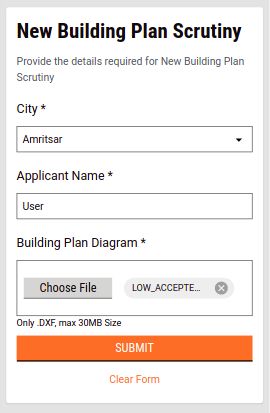 New Building Plan Scrutiny
Provide the details required for New Building Plan
Scrutiny
City *
Amritsar
Applicant Name *
User
Building Plan Diagram *
Choose File
LOW_ACCEPTE...
Only .DXF, max 30MB Size
SUBMIT
Clear Form